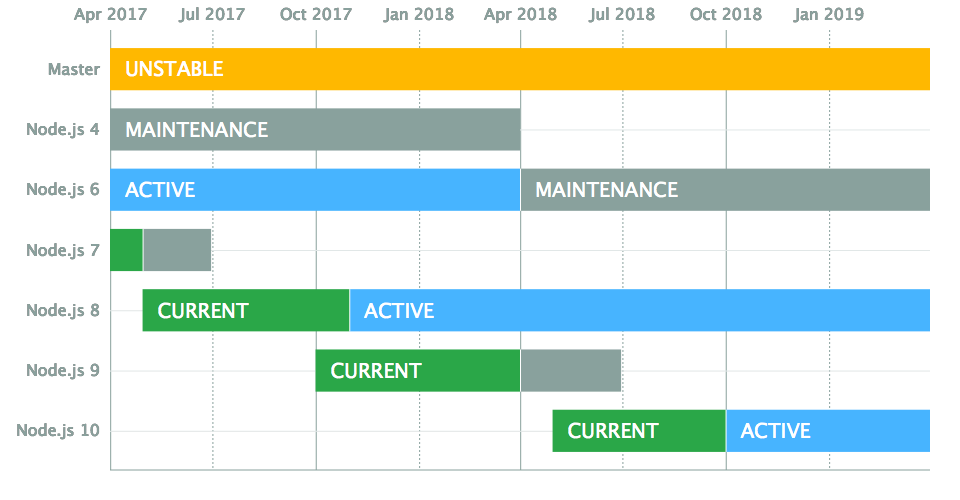 Apr 2017 Jul 2017 Oct 2017 Jan 2018 Apr 2018 Jul 2018 Oct 2018 Jan 2019
Master UNSTABLE
Node.js 4 MAINTENANCE
Node.js 6 ACTIVE MAINTENANCE
Node.js 7
Node.js 8 CURRENT ACTIVE
Node.js 9 CURRENT
Node.js 10 CURRENT ACTIVE